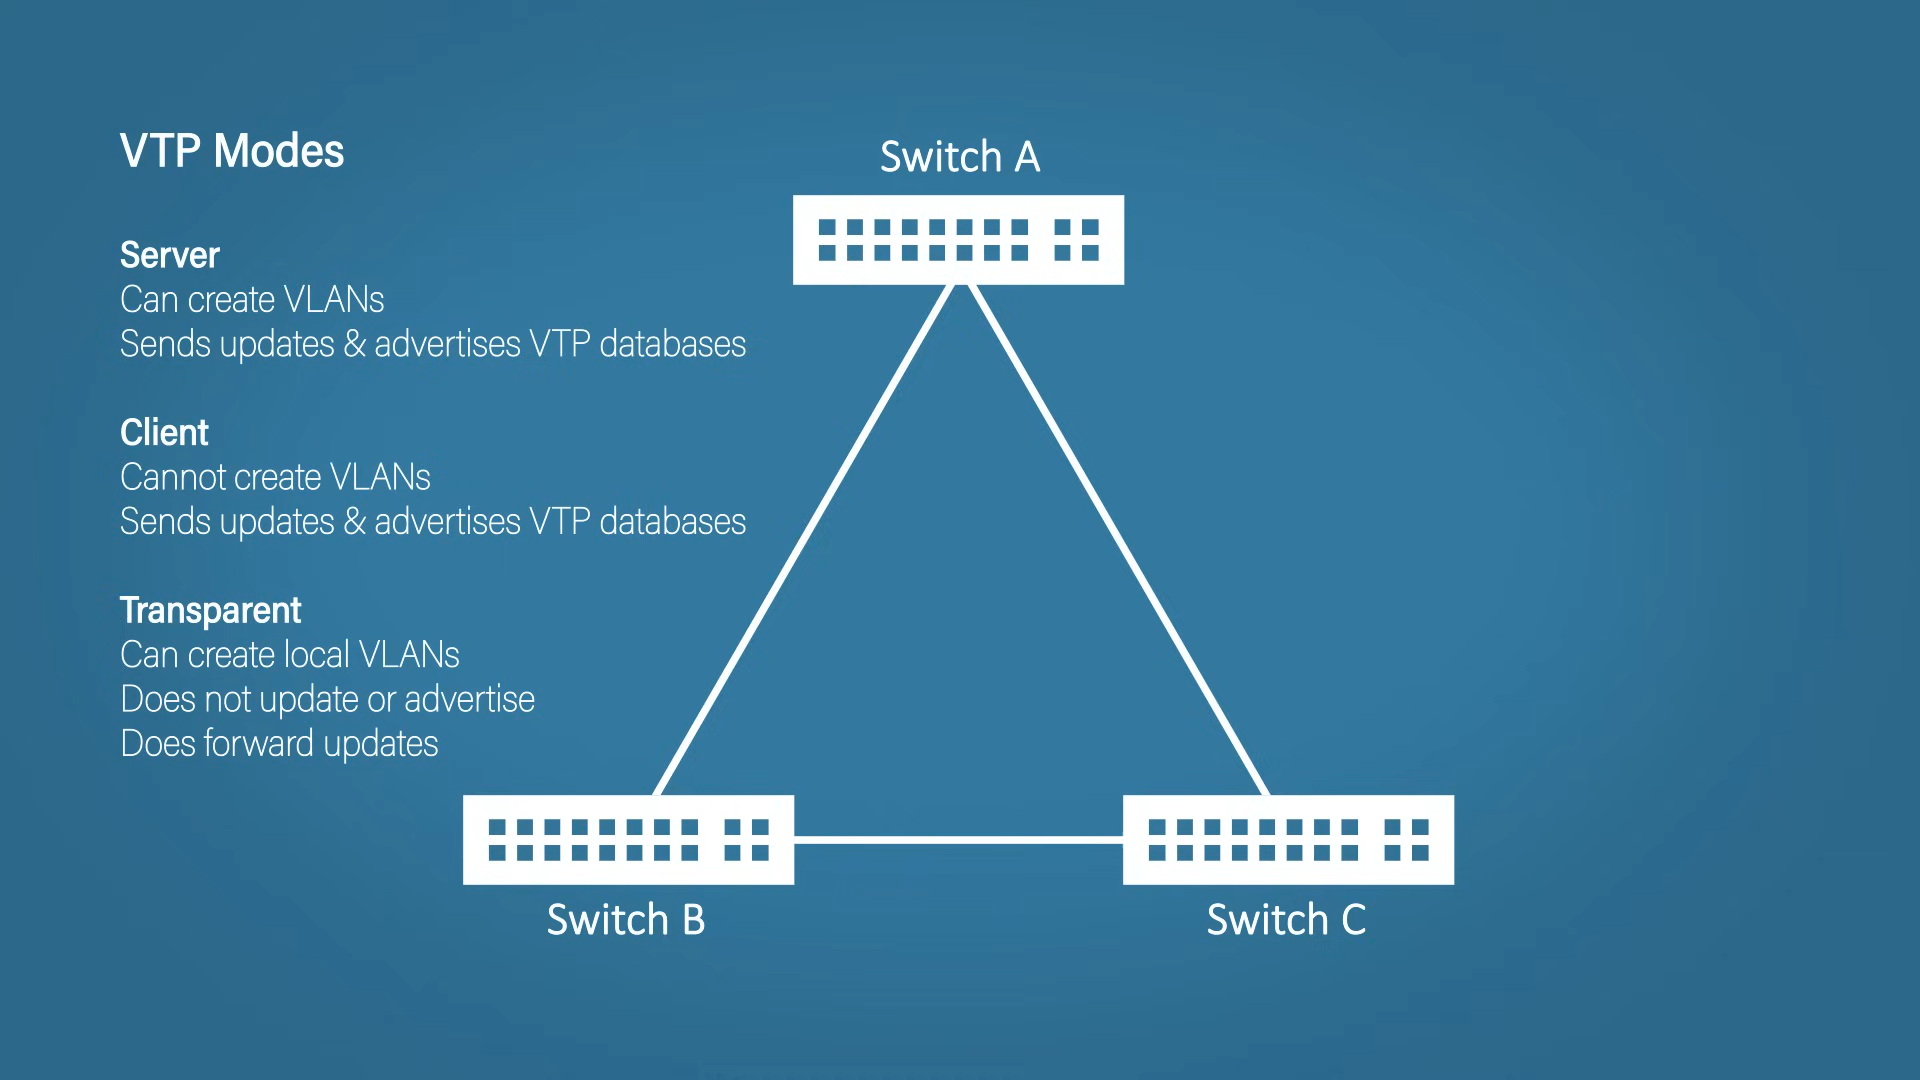 VTP Modes
Server
Can create VLANs
Sends updates & advertises VTP databases
Client
Cannot create VLANs
Sends updates & advertises VTP databases
Transparent
Can create local VLANs
Does not update or advertise
Does forward updates
Switch A
Switch B
Switch C